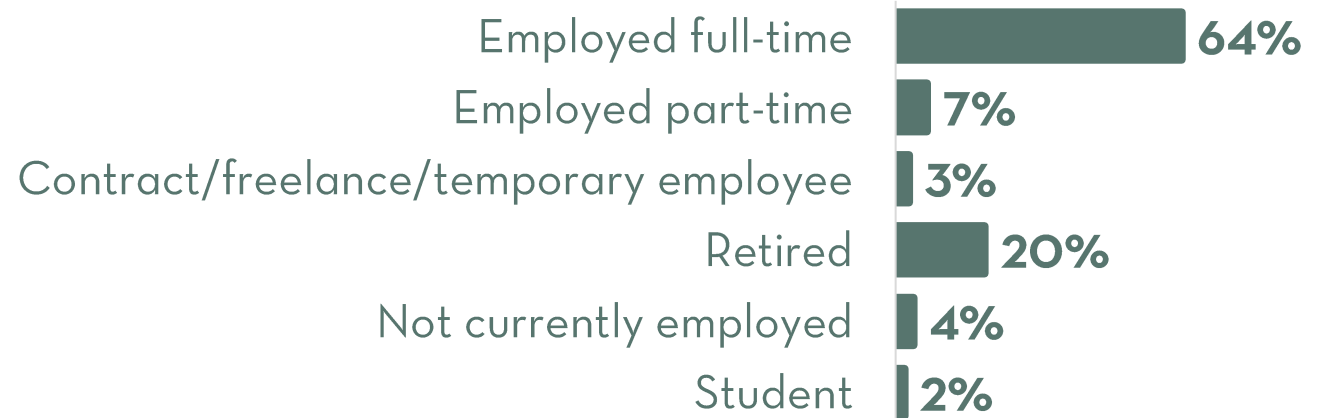 Employed full-time 64%
Employed part-time 7%
Contract/freelance/temporary employee 3%
Retired 20%
Not currently employed 4%
Student 2%